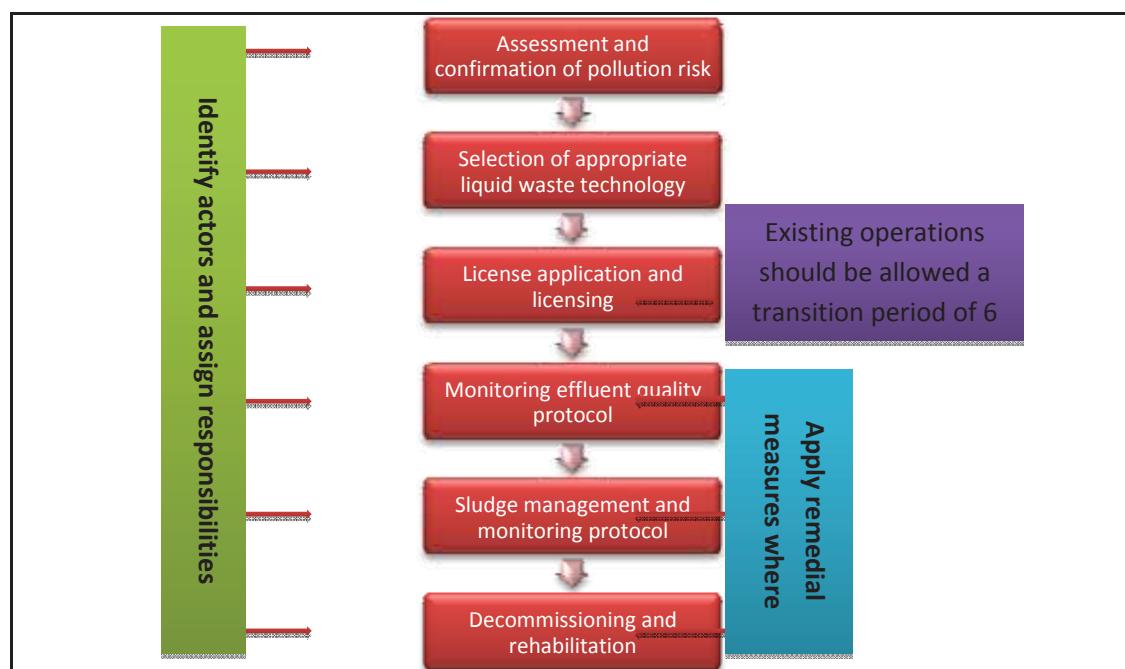 Identify actors and assign responsibilities
Assessment and
confirmation of pollution risk
Selection of appropriate
liquid waste technology
License application and
licensing
Existing operations
should be allowed a
transition period of 6
Monitoring effluent quality
protocol
Sludge management and
monitoring protocol
Decommissioning and
rehabilitation
Apply remedial
measures where